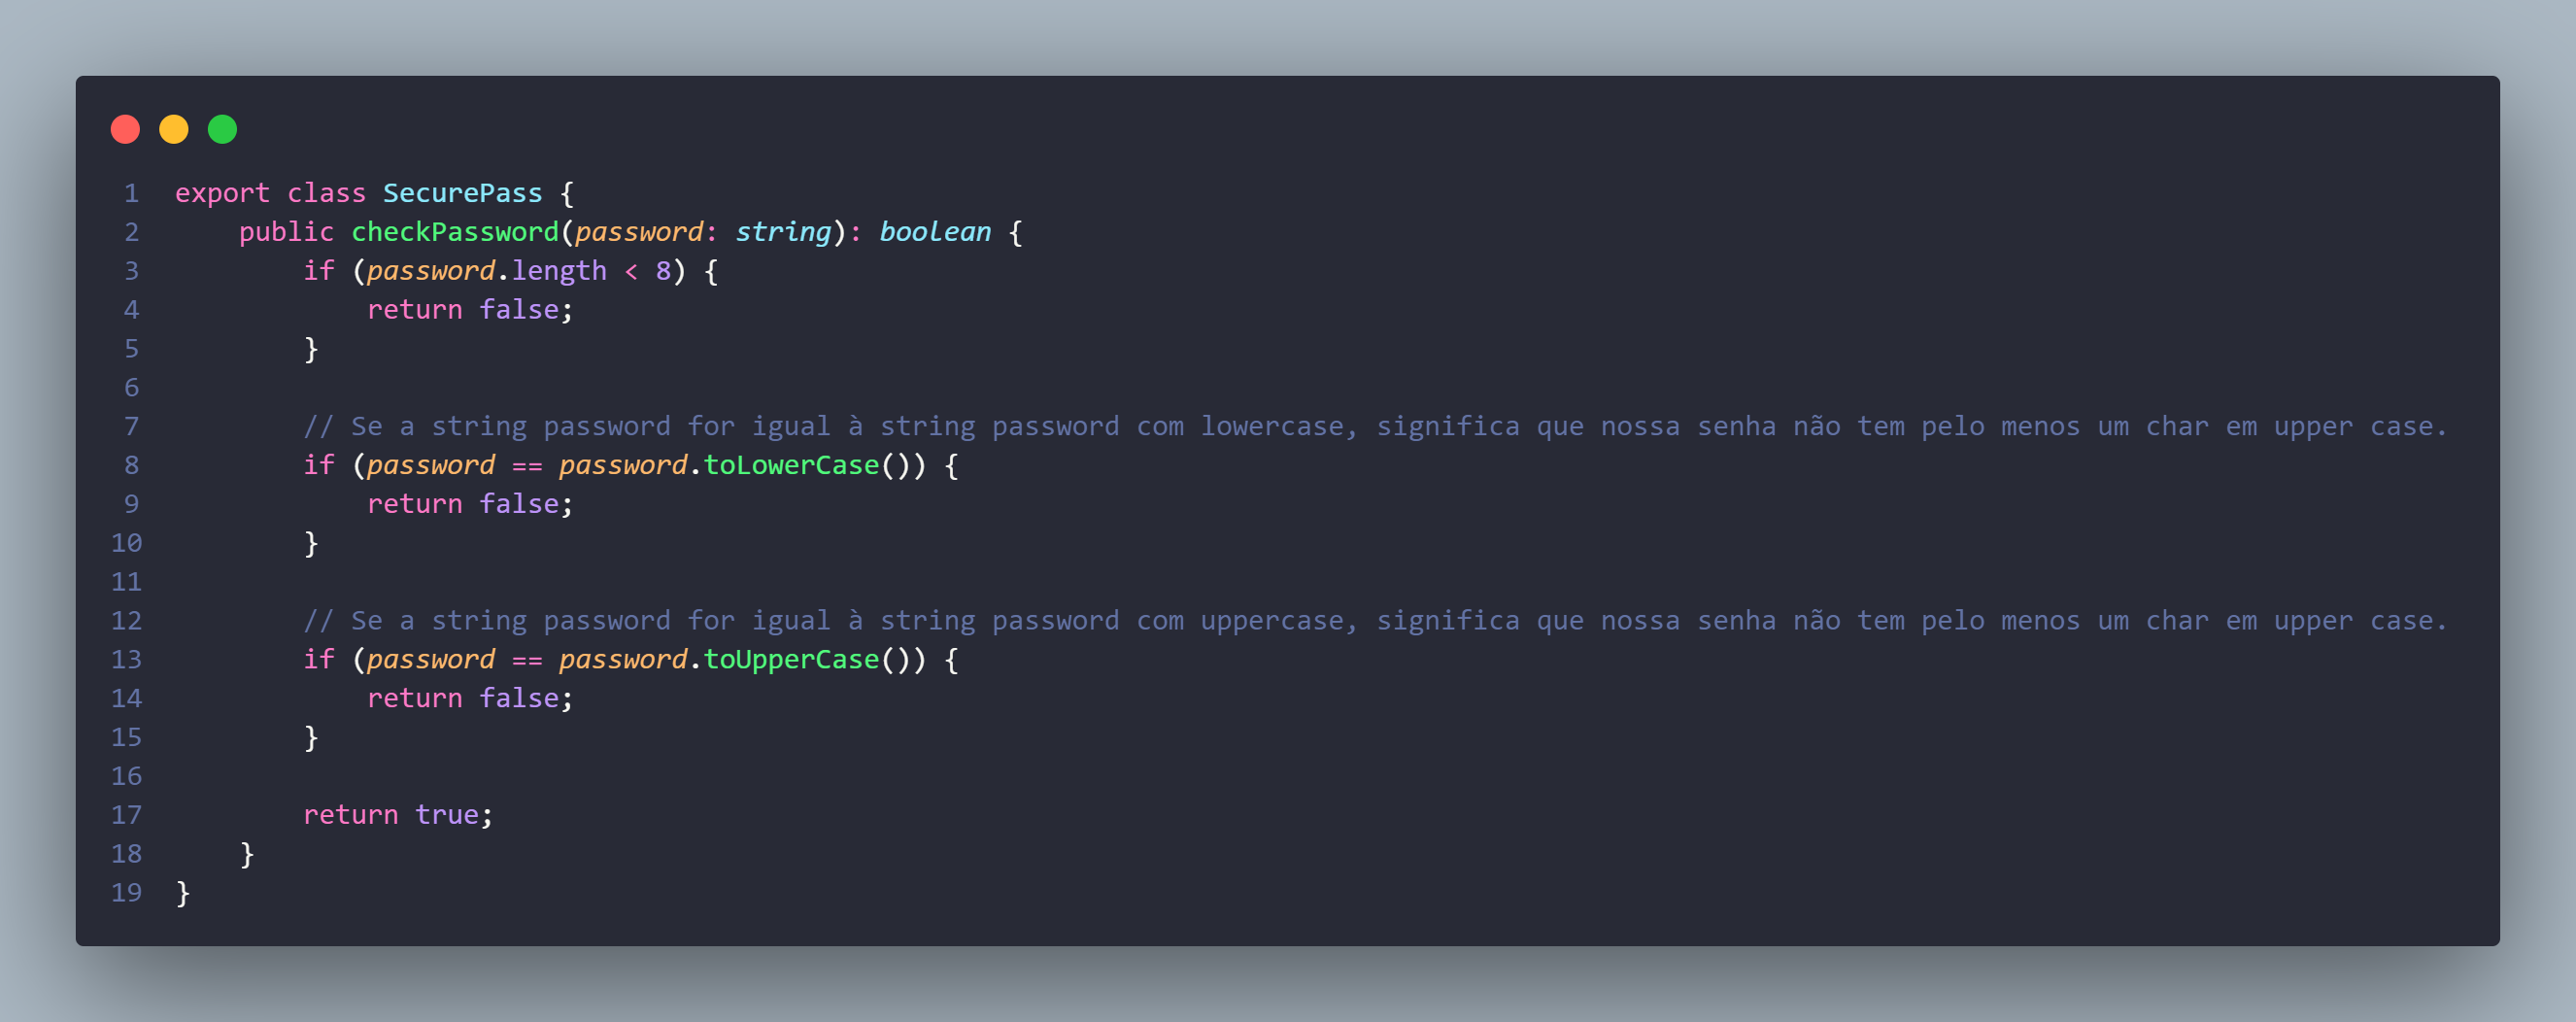 1 export class SecurePass {
2     public checkPassword(password: string): boolean {
3         if (password.length < 8) {
4             return false;
5         }
6
7         // Se a string password for igual à string password com lowercase, significa que nossa senha não tem pelo menos um char em upper case.
8         if (password == password.toLowerCase()) {
9             return false;
10         }
11
12         // Se a string password for igual à string password com uppercase, significa que nossa senha não tem pelo menos um char em upper case.
13         if (password == password.toUpperCase()) {
14             return false;
15         }
16
17         return true;
18     }
19 }